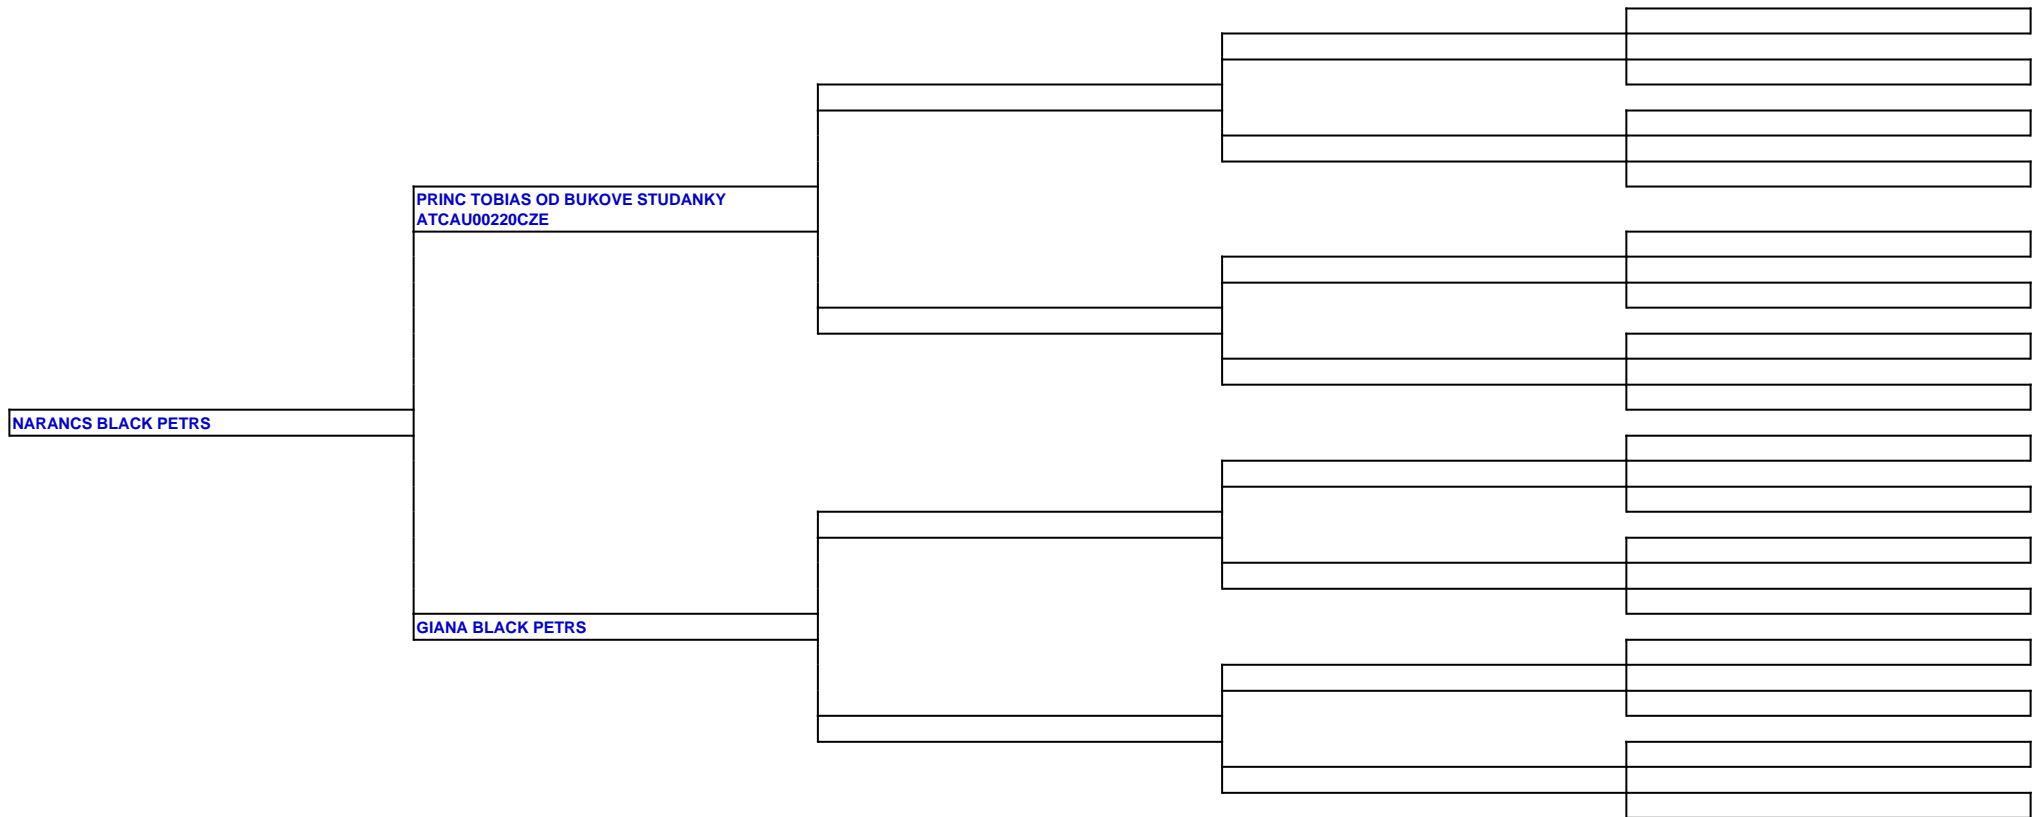 PRINC TOBIAS OD BUKOVE STUDANKY
ATCAU00220CZE
NARANCS BLACK PETRS
GIANA BLACK PETRS